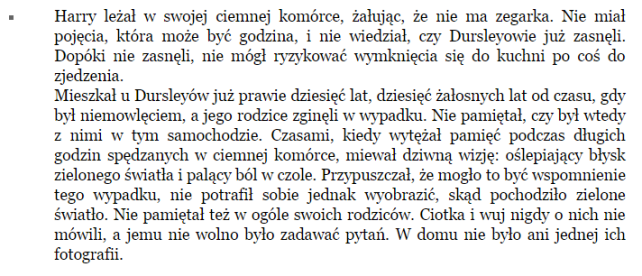 Harry leżał w swojej ciemnej komórce, żałując, że nie ma zegarka. Nie miał
pojęcia, która może być godzina, i nie wiedział, czy Dursleyowie już zasnęli.
Dopóki nie zasnęli, nie mógł ryzykować wymknięcia się do kuchni po coś do
zjedzenia.
Mieszkał u Dursleyów już prawie dziesięć lat, dziesięć żałosnych lat od czasu, gdy
był niemowlęciem, a jego rodzice zginęli w wypadku. Nie pamiętał, czy był wtedy
z nimi w tym samochodzie. Czasami, kiedy wytężał pamięć podczas długich
godzin spędzanych w ciemnej komórce, miewał dziwną wizję: oślepiający błysk
zielonego światła i palący ból w czole. Przypuszczał, że mogło to być wspomnienie
tego wypadku, nie potrafił sobie jednak wyobrazić, skąd pochodziło zielone
światło. Nie pamiętał też w ogóle swoich rodziców. Ciotka i wuj nigdy o nich nie
mówili, a jemu nie wolno było zadawać pytań. W domu nie było ani jednej ich
fotografii.